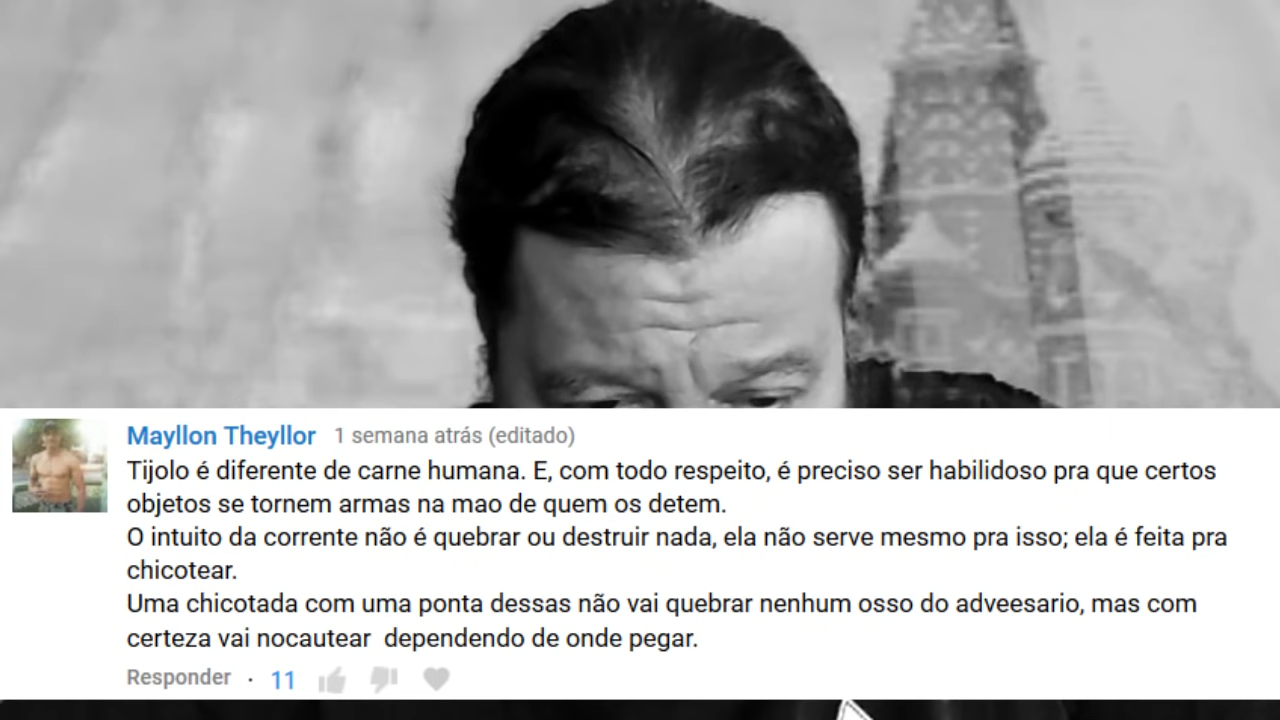 Mayllon Theyllor 1 semana atrás (editado)
Tijolo é diferente de carne humana. E, com todo respeito, é preciso ser habilidoso pra que certos
objetos se tornem armas na mao de quem os detem.
O intuito da corrente não é quebrar ou destruir nada, ela não serve mesmo pra isso; ela é feita pra
chicotear.
Uma chicotada com uma ponta dessas não vai quebrar nenhum osso do adveesario, mas com
certeza vai nocautear  dependendo de onde pegar.
Responder · 11